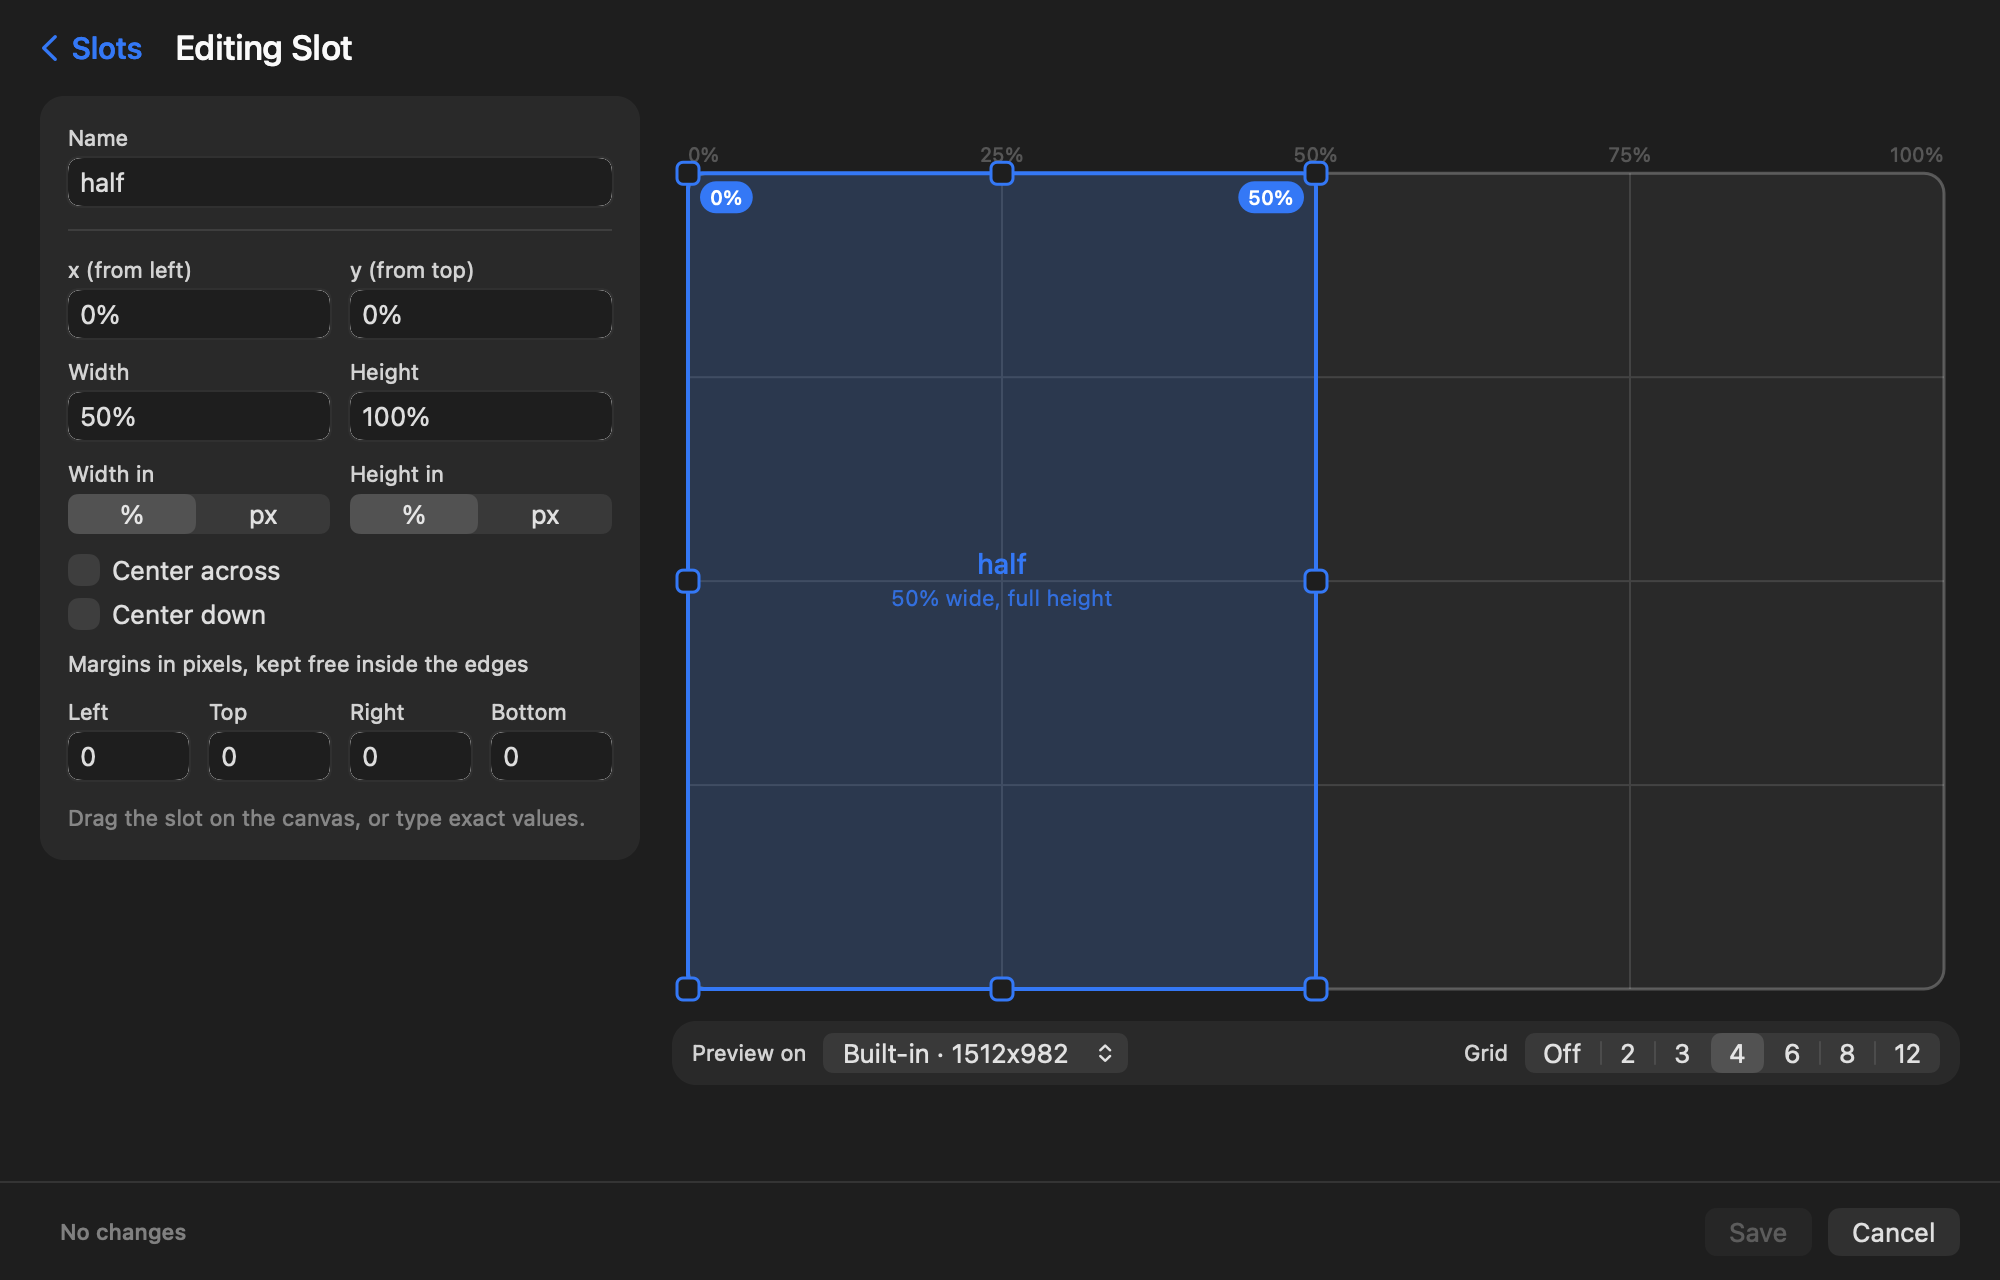 Slots Editing Slot
Name
half
x (from left) y (from top)
0% 0%
Width Height
50% 100%
Width in Height in
% px % px
Center across
Center down
Margins in pixels, kept free inside the edges
Left Top Right Bottom
0 0 0 0
Drag the slot on the canvas, or type exact values.
0% 25% 50% 75% 100%
0% 50%
half
50% wide, full height
Preview on Built-in · 1512x982 Grid Off 2 3 4 6 8 12
No changes Save Cancel